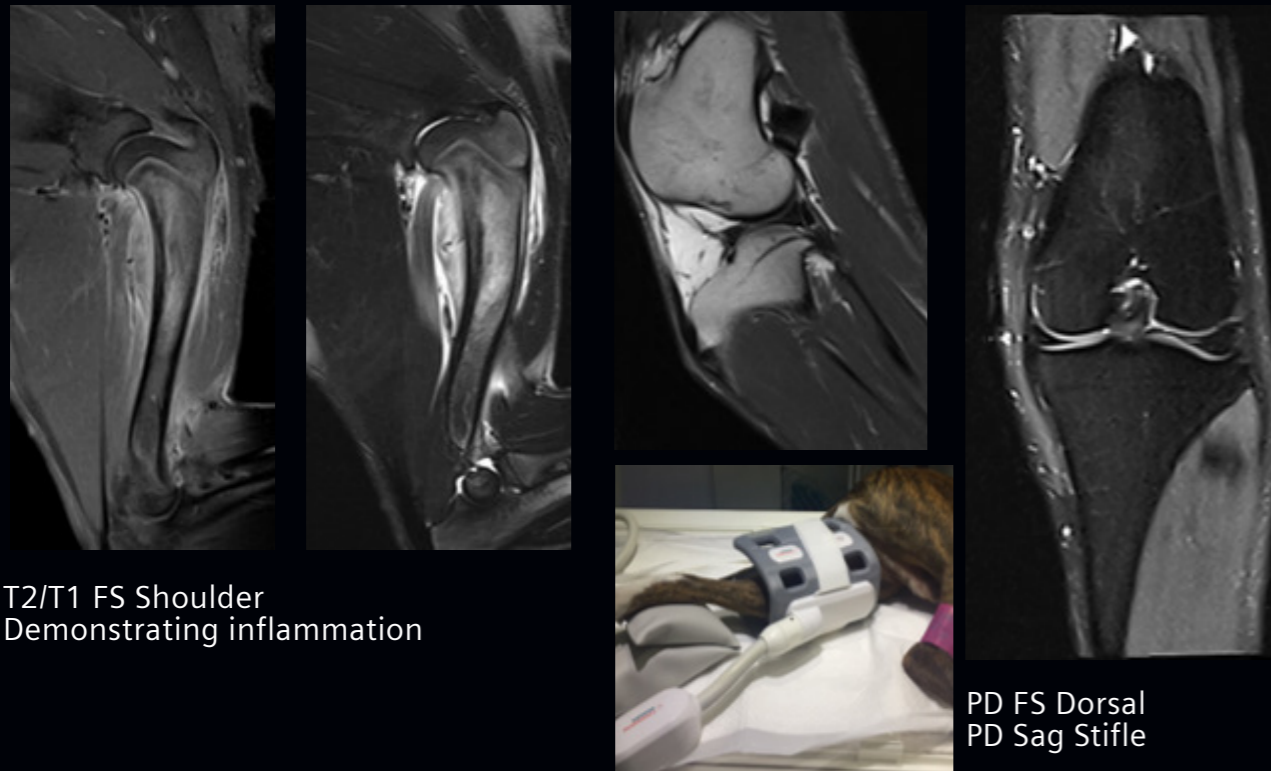 T2/T1 FS Shoulder
Demonstrating inflammation
PD FS Dorsal
PD Sag Stifle